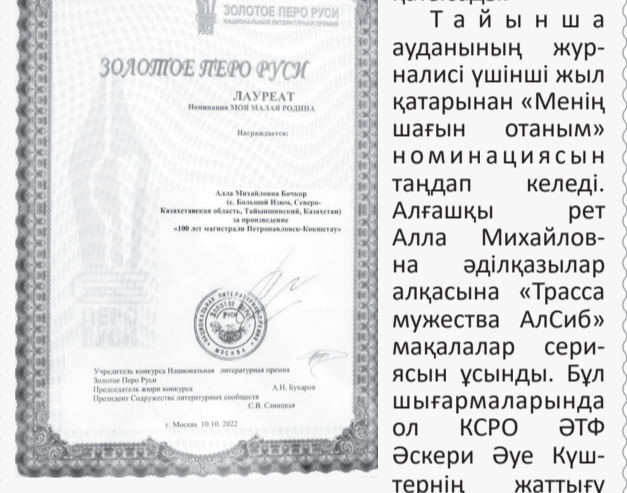 ЗОЛОТОЕ ПЕРО РУСИ
НАЦИОНАЛЬНАЯ ЛИТЕРАТУРНАЯ ПРЕМИЯ
ЗОЛОТОЕ ПЕРО РУСИ
ЛАУРЕАТ
Номинация МОЯ МАЛАЯ РОДИНА
Награждается:
Алла Михайловна Бочкор
(с. Большой Изюм, Северо-
Казахстанская область, Тайыншинский, Казахстан)
за произведение
«100 лет магистрали Петропавловск-Кокшетау»
Учредитель конкурса Национальная литературная премия
Золотое Перо Руси
Председатель жюри конкурса А.Н. Бухаров
Президент Содружества литературных сообществ
С.В. Савицкая
г. Москва 10.10. 2022
Тайынша
ауданының жур-
налисі үшінші жыл
қатарынан «Менің
шағын отаным»
номинациясын
таңдап келеді.
Алғашқы рет
Алла Михайлов-
на әділқазылар
алқасына «Трасса
мужества АлСиб»
мақалалар сери-
ясын ұсынды. Бұл
шығармаларында
ол КСРО ӘТФ
Әскери Әуе Күш-
терінің жаттығу